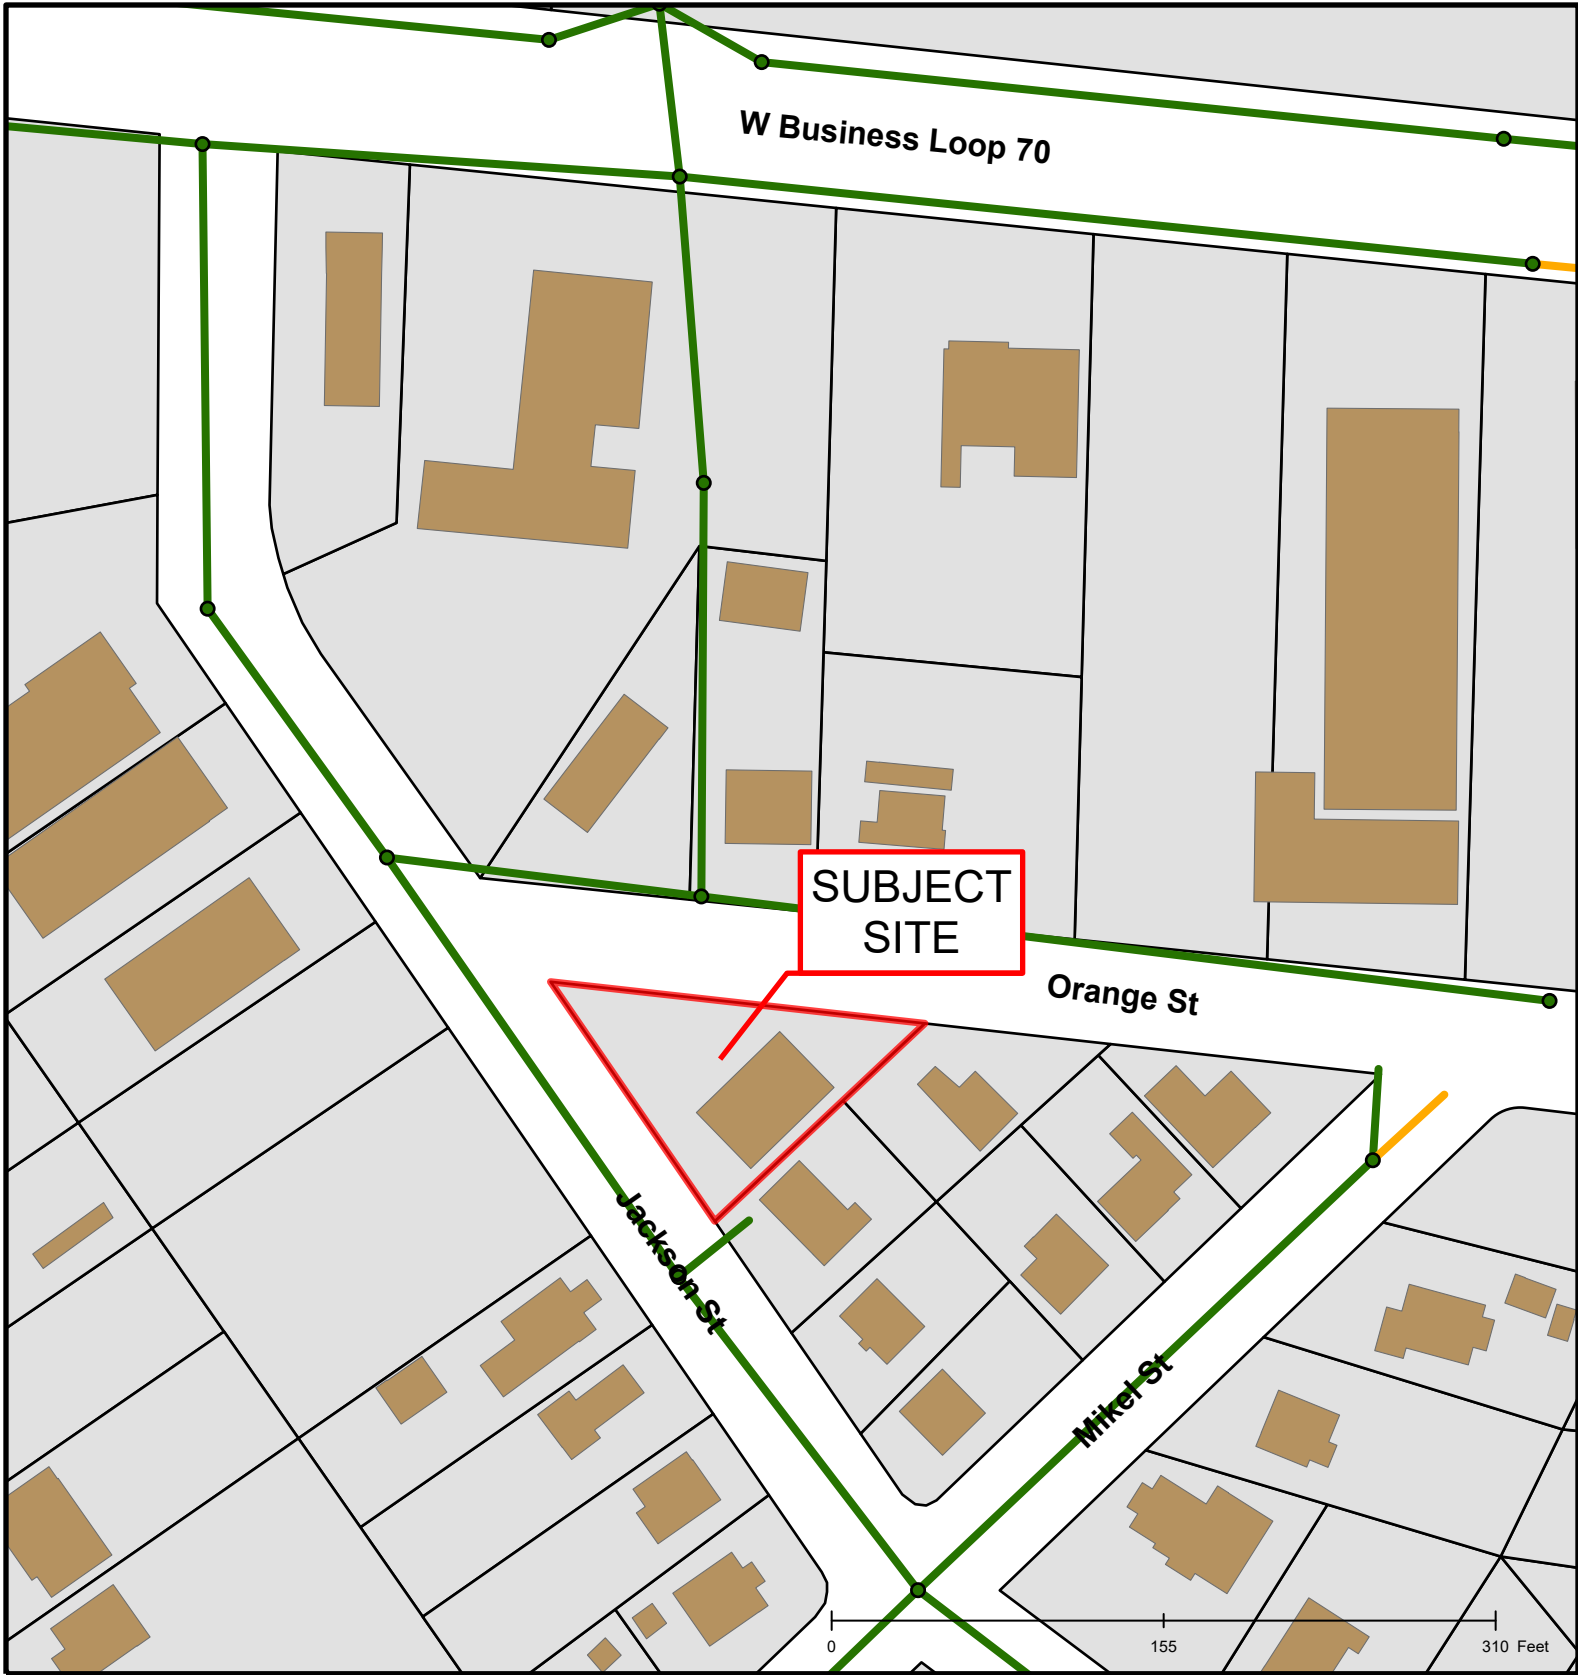 W Business Loop 70
SUBJECT
SITE
Orange St
Jackson St
Mikel St
0 155 310 Feet